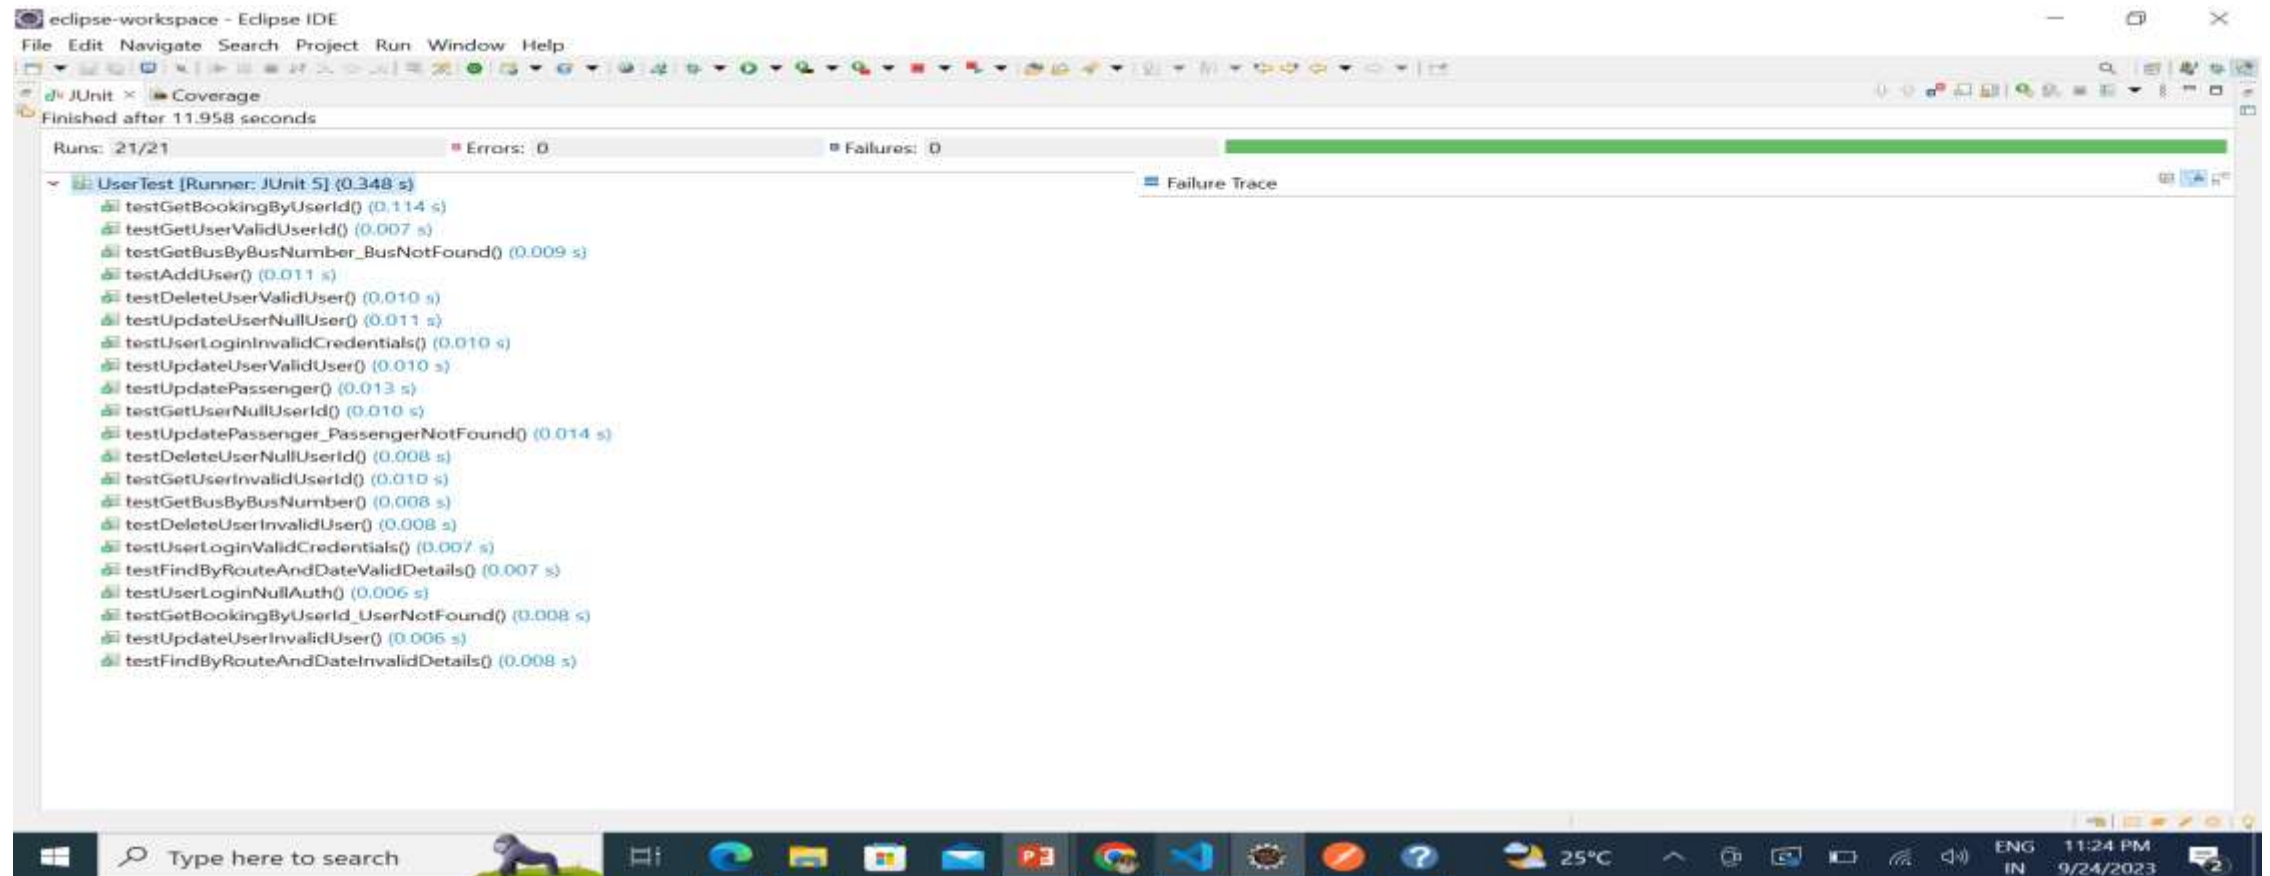 eclipse-workspace - Eclipse IDE
File Edit Navigate Search Project Run Window Help
JUnit Coverage
Finished after 11.958 seconds
Runs: 21/21 Errors: 0 Failures: 0
UserTest [Runner: JUnit 5] (0.348 s) Failure Trace
testGetBookingByUserId() (0.114 s)
testGetUserValidUserId() (0.007 s)
testGetBusByBusNumber_BusNotFound() (0.009 s)
testAddUser() (0.011 s)
testDeleteUserValidUser() (0.010 s)
testUpdateUserNullUser() (0.011 s)
testUserLoginInvalidCredentials() (0.010 s)
testUpdateUserValidUser() (0.010 s)
testUpdatePassenger() (0.013 s)
testGetUserNullUserId() (0.010 s)
testUpdatePassenger_PassengerNotFound() (0.014 s)
testDeleteUserNullUserId() (0.008 s)
testGetUserInvalidUserId() (0.010 s)
testGetBusByBusNumber() (0.008 s)
testDeleteUserInvalidUser() (0.008 s)
testUserLoginValidCredentials() (0.007 s)
testFindByRouteAndDateValidDetails() (0.007 s)
testUserLoginNullAuth() (0.006 s)
testGetBookingByUserId_UserNotFound() (0.008 s)
testUpdateUserInvalidUser() (0.006 s)
testFindByRouteAndDateInvalidDetails() (0.008 s)
Type here to search 25°C ENG 11:24 PM
IN 9/24/2023 2